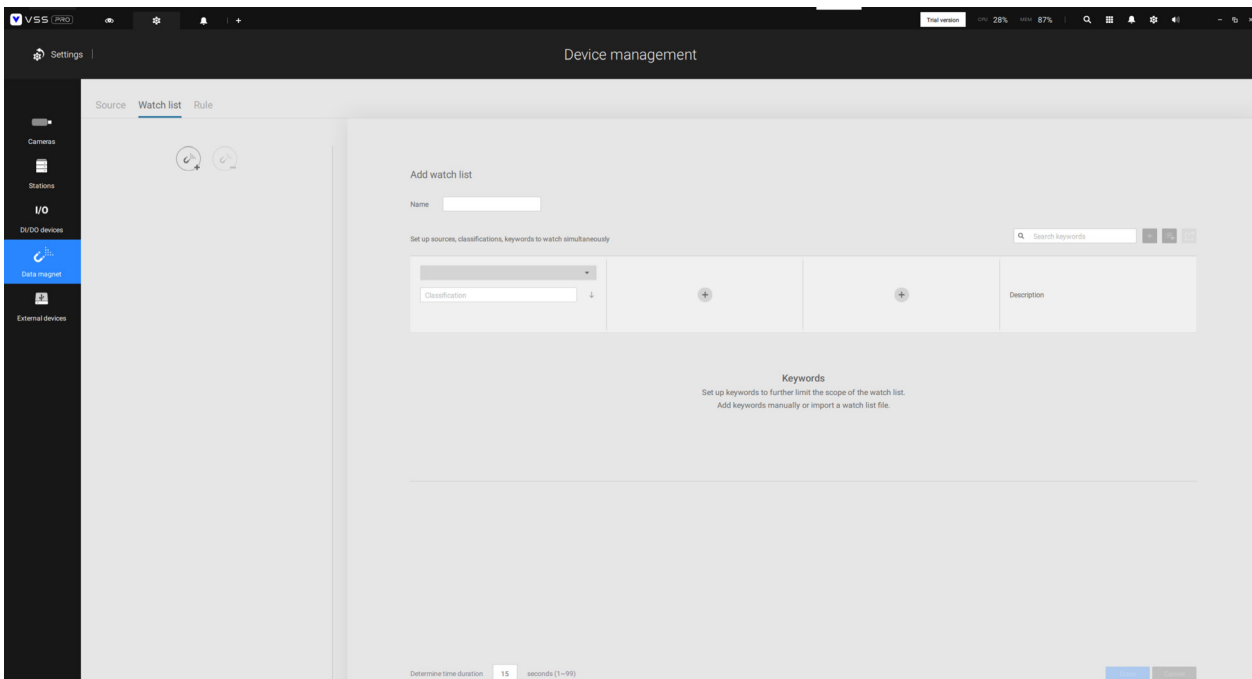 VSS PRO
Trial version
CPU 28% MEM 87%
Settings
Device management
Source Watch list Rule
Cameras
Stations
I/O
DI/DO devices
Data magnet
External devices
Add watch list
Name
Set up sources, classifications, keywords to watch simultaneously
Search keywords
Classification
Description
Keywords
Set up keywords to further limit the scope of the watch list.
Add keywords manually or import a watch list file.
Determine time duration 15 seconds (1~99)
Cancel